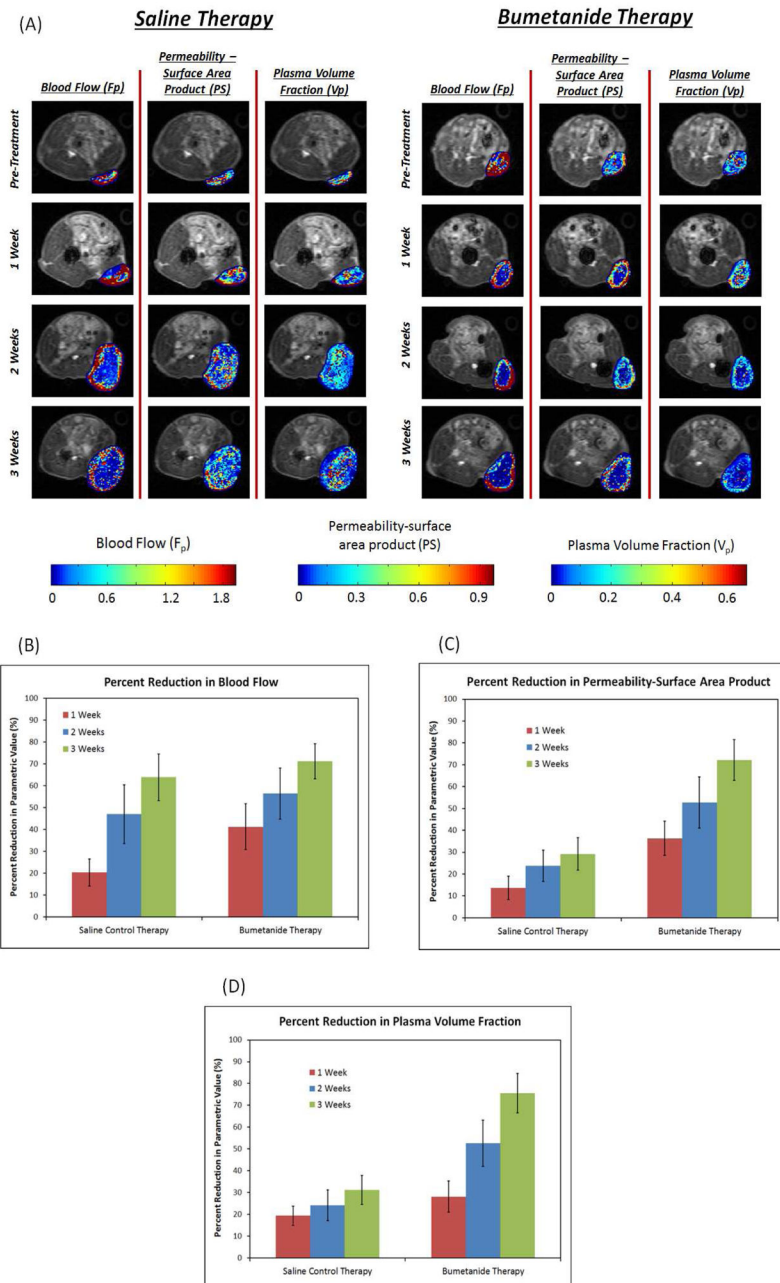 (A)
Saline Therapy
Bumetanide Therapy
Blood Flow (Fp)
Permeability –
Surface Area
Product (PS)
Plasma Volume
Fraction (Vp)
Blood Flow (Fp)
Permeability –
Surface Area
Product (PS)
Plasma Volume
Fraction (Vp)
Pre-Treatment
1 Week
2 Weeks
3 Weeks
Pre-Treatment
1 Week
2 Weeks
3 Weeks
Blood Flow (Fp)
0 0.6 1.2 1.8
Permeability-surface
area product (PS)
0 0.3 0.6 0.9
Plasma Volume Fraction (Vp)
0 0.2 0.4 0.6
(B)
Percent Reduction in Blood Flow
Percent Reduction in Parametric Value (%)
100
90
80
70
60
50
40
30
20
10
0
1 Week
2 Weeks
3 Weeks
Saline Control Therapy
Bumetanide Therapy
(C)
Percent Reduction in Permeability-Surface Area Product
Percent Reduction in Parametric Value (%)
100
90
80
70
60
50
40
30
20
10
0
1 Week
2 Weeks
3 Weeks
Saline Control Therapy
Bumetanide Therapy
(D)
Percent Reduction in Plasma Volume Fraction
Percent Reduction in Parametric Value (%)
100
90
80
70
60
50
40
30
20
10
0
1 Week
2 Weeks
3 Weeks
Saline Control Therapy
Bumetanide Therapy